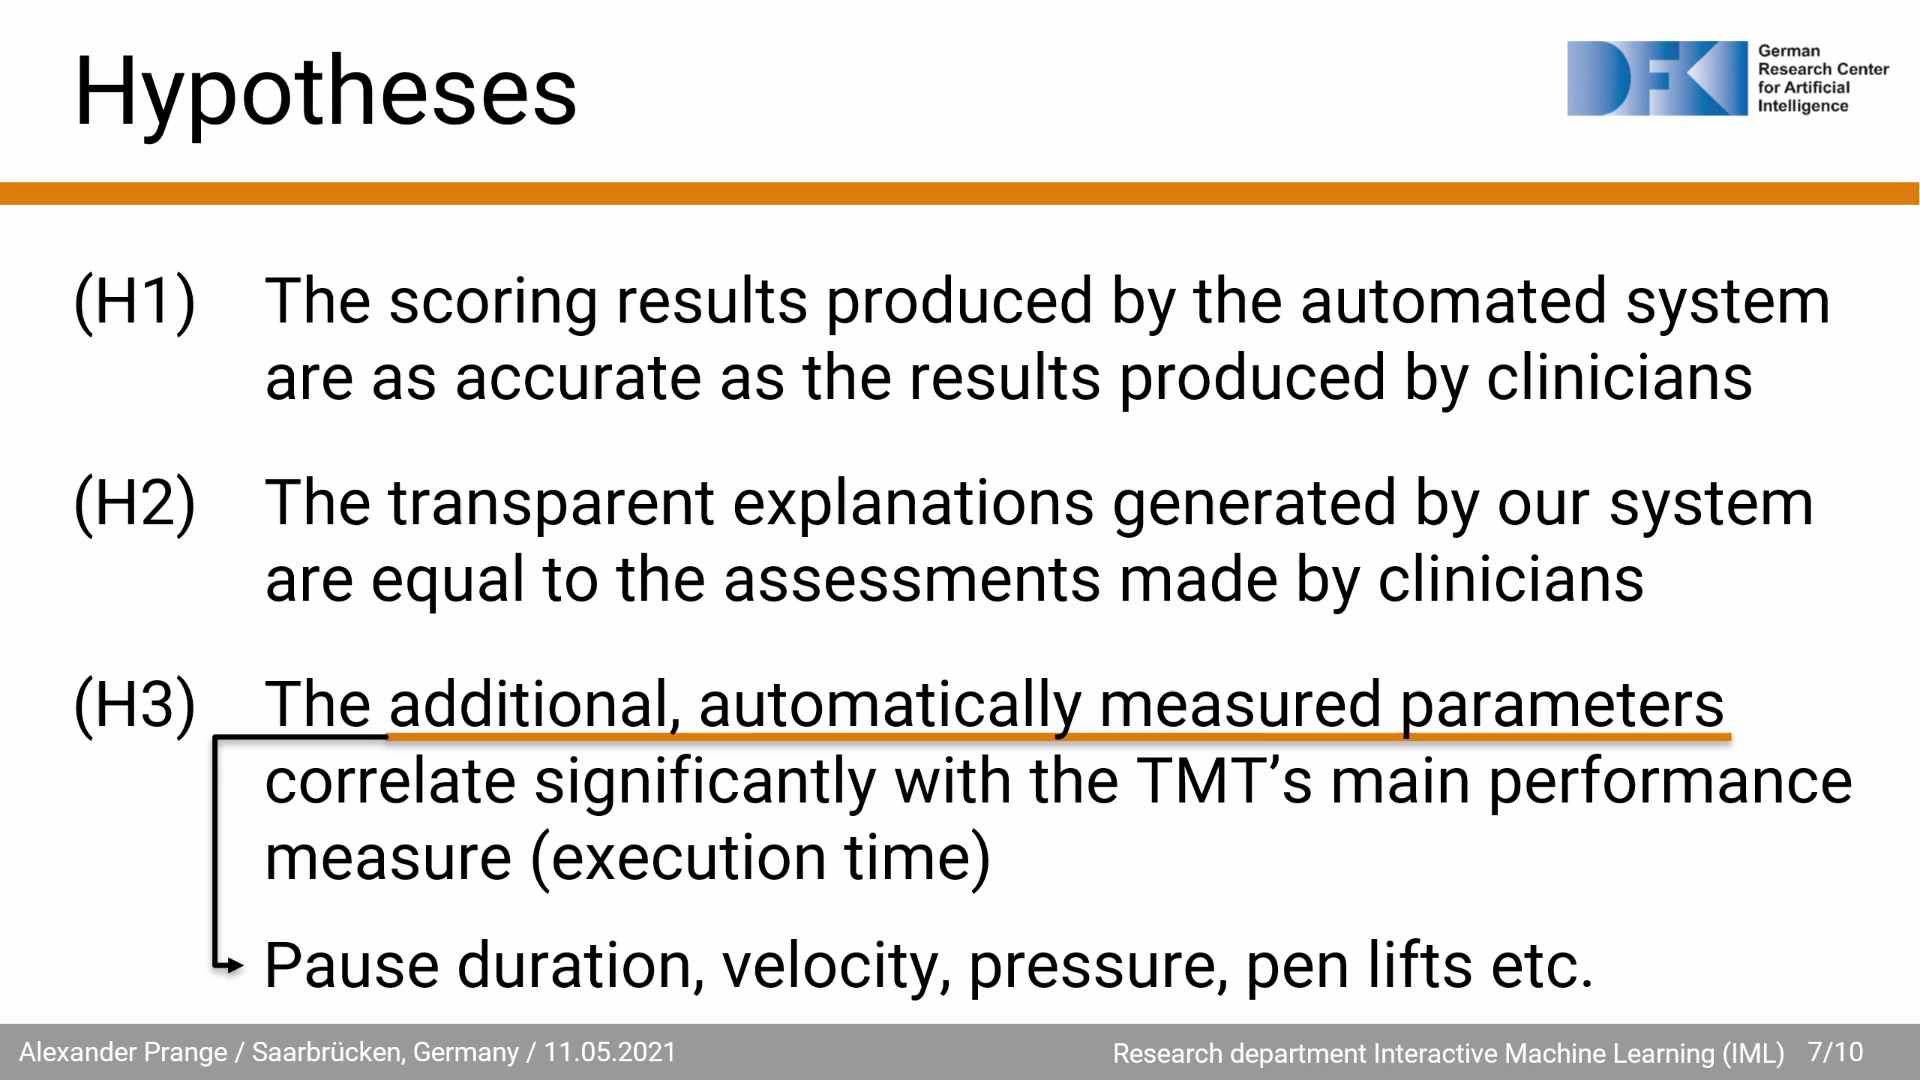 Hypotheses
DFK
German
Research Center
for Artificial
Intelligence
(H1) The scoring results produced by the automated system
are as accurate as the results produced by clinicians
(H2) The transparent explanations generated by our system
are equal to the assessments made by clinicians
(H3) The additional, automatically measured parameters
correlate significantly with the TMT’s main performance
measure (execution time)
Pause duration, velocity, pressure, pen lifts etc.
Alexander Prange / Saarbrücken, Germany / 11.05.2021
Research department Interactive Machine Learning (IML) 7/10